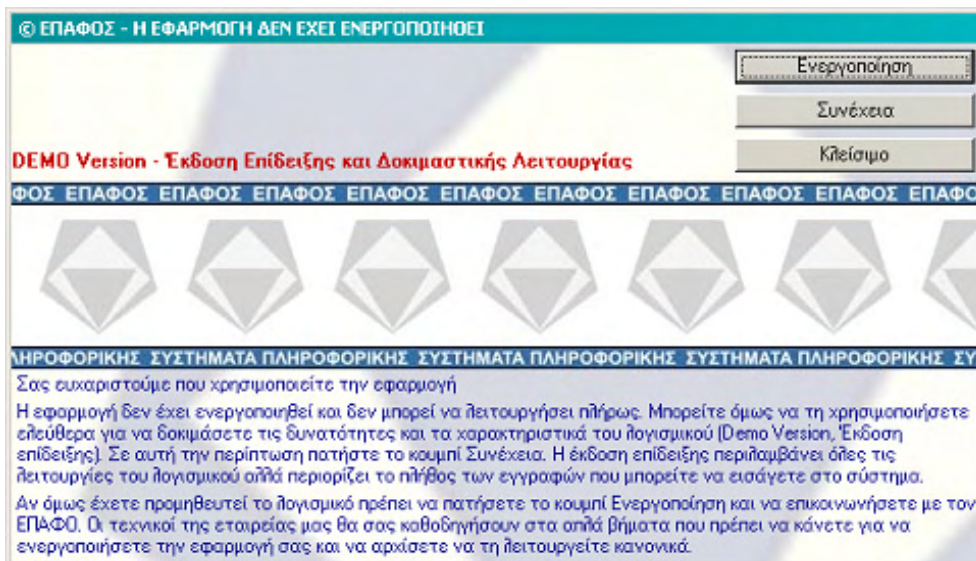 © ΕΠΑΦΟΣ - Η ΕΦΑΡΜΟΓΗ ΔΕΝ ΕΧΕΙ ΕΝΕΡΓΟΠΟΙΗΘΕΙ
Ενεργοποίηση
Συνέχεια
Κλείσιμο
DEMO Version - Έκδοση Επίδειξης και Δοκιμαστικής Λειτουργίας
ΦΟΣ ΕΠΑΦΟΣ ΕΠΑΦΟΣ ΕΠΑΦΟΣ ΕΠΑΦΟΣ ΕΠΑΦΟΣ ΕΠΑΦΟΣ ΕΠΑΦΟΣ ΕΠΑΦΟΣ ΕΠΑΦΟΣ ΕΠΑΦΟ
ΛΗΡΟΦΟΡΙΚΗΣ ΣΥΣΤΗΜΑΤΑ ΠΛΗΡΟΦΟΡΙΚΗΣ ΣΥΣΤΗΜΑΤΑ ΠΛΗΡΟΦΟΡΙΚΗΣ ΣΥΣΤΗΜΑΤΑ ΠΛΗΡΟΦΟΡΙΚΗΣ ΣΥ
Σας ευχαριστούμε που χρησιμοποιείτε την εφαρμογή
Η εφαρμογή δεν έχει ενεργοποιηθεί και δεν μπορεί να λειτουργήσει πλήρως. Μπορείτε όμως να τη χρησιμοποιήσετε
ελεύθερα για να δοκιμάσετε τις δυνατότητες και τα χαρακτηριστικά του λογισμικού (Demo Version, Έκδοση
επίδειξης). Σε αυτή την περίπτωση πατήστε το κουμπί Συνέχεια. Η έκδοση επίδειξης περιλαμβάνει όλες τις
λειτουργίες του λογισμικού αλλά περιορίζει το πλήθος των εγγραφών που μπορείτε να εισάγετε στο σύστημα.
Αν όμως έχετε προμηθευτεί το λογισμικό πρέπει να πατήσετε το κουμπί Ενεργοποίηση και να επικοινωνήσετε με τον
ΕΠΑΦΟ. Οι τεχνικοί της εταιρείας μας θα σας καθοδηγήσουν στα απλά βήματα που πρέπει να κάνετε για να
ενεργοποιήσετε την εφαρμογή σας και να αρχίσετε να τη λειτουργείτε κανονικά.